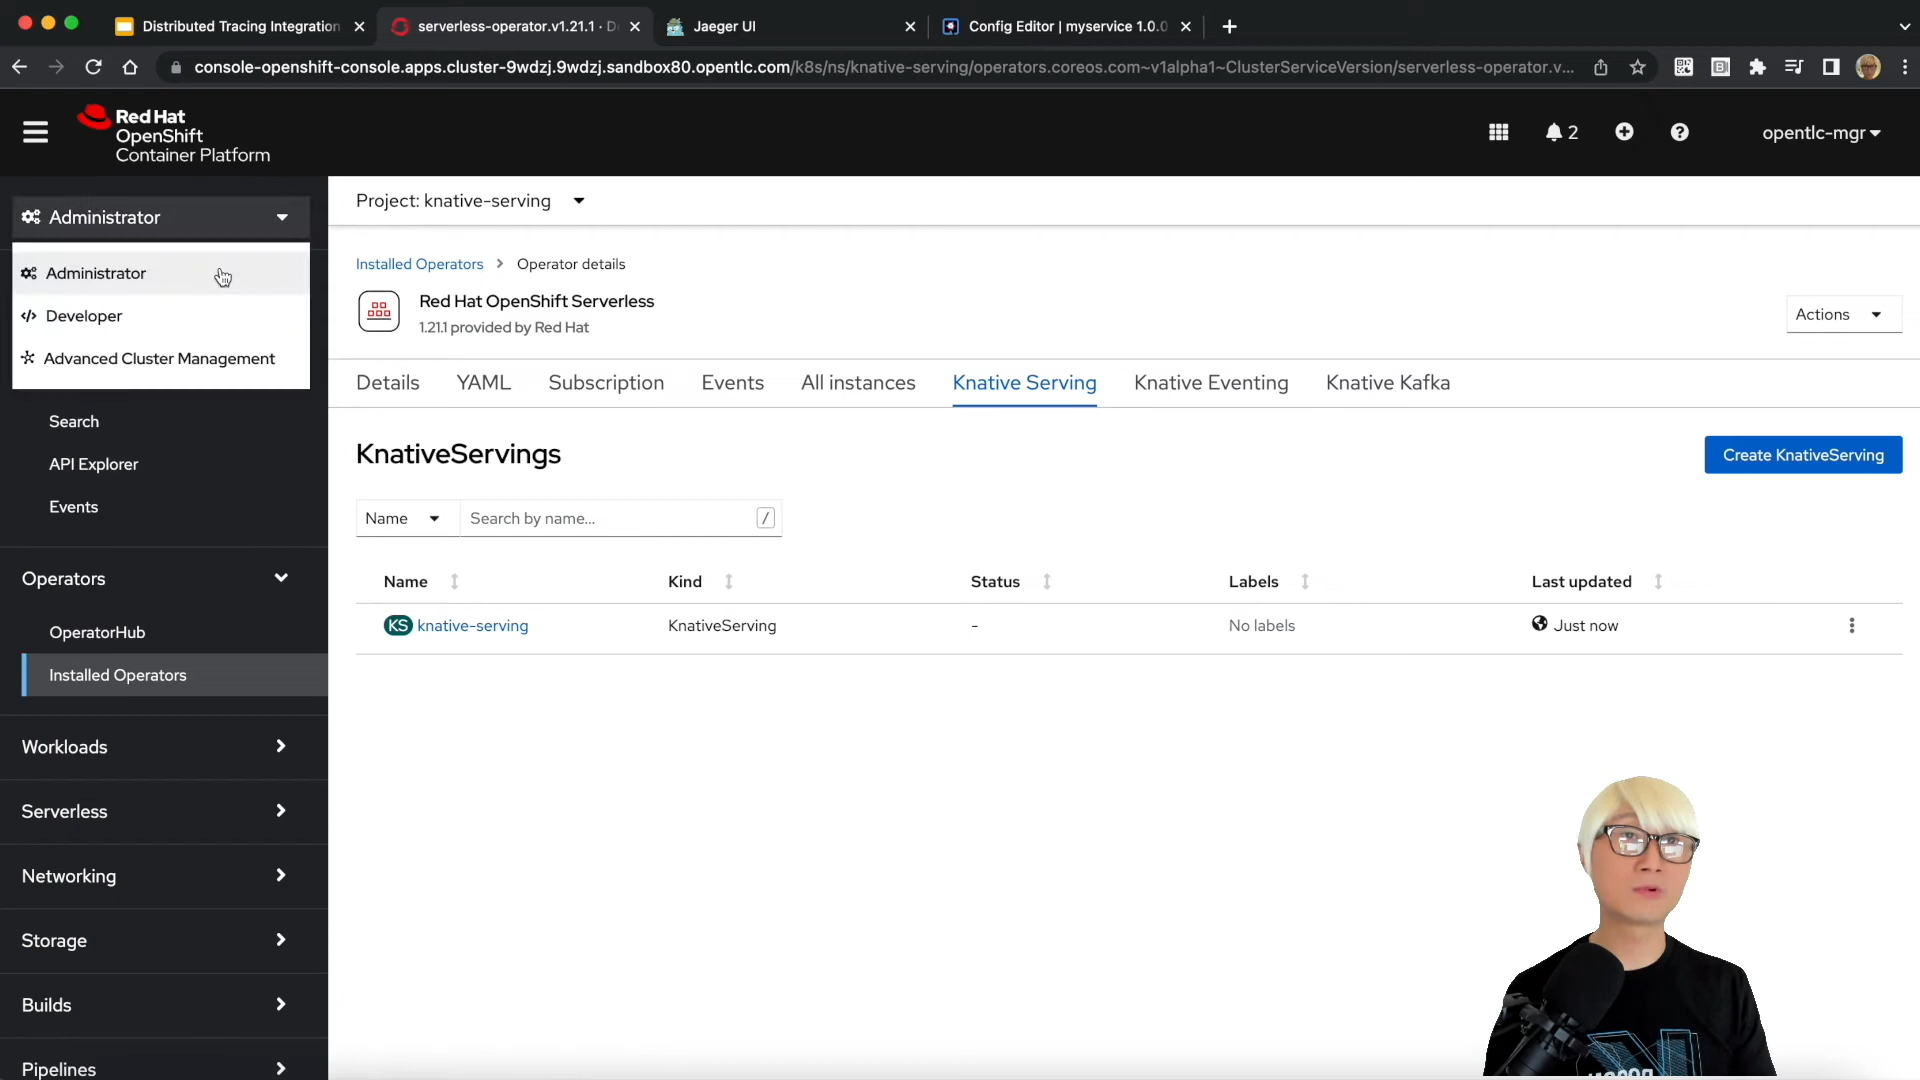 Distributed Tracing Integration
serverless-operator.v1.21.1 · D
Jaeger UI
Config Editor | myservice 1.0.0
console-openshift-console.apps.cluster-9wdzj.9wdzj.sandbox80.opentlc.com/k8s/ns/knative-serving/operators.coreos.com~v1alpha1~ClusterServiceVersion/serverless-operator.v...
Red Hat
OpenShift
Container Platform
2
opentlc-mgr
Administrator
Administrator
Developer
Advanced Cluster Management
Search
API Explorer
Events
Operators
OperatorHub
Installed Operators
Workloads
Serverless
Networking
Storage
Builds
Pipelines
Project: knative-serving
Installed Operators > Operator details
Red Hat OpenShift Serverless
1.21.1 provided by Red Hat
Actions
Details YAML Subscription Events All instances Knative Serving Knative Eventing Knative Kafka
KnativeServings
Create KnativeServing
Name Search by name... /
Name Kind Status Labels Last updated
KS knative-serving KnativeServing - No labels Just now